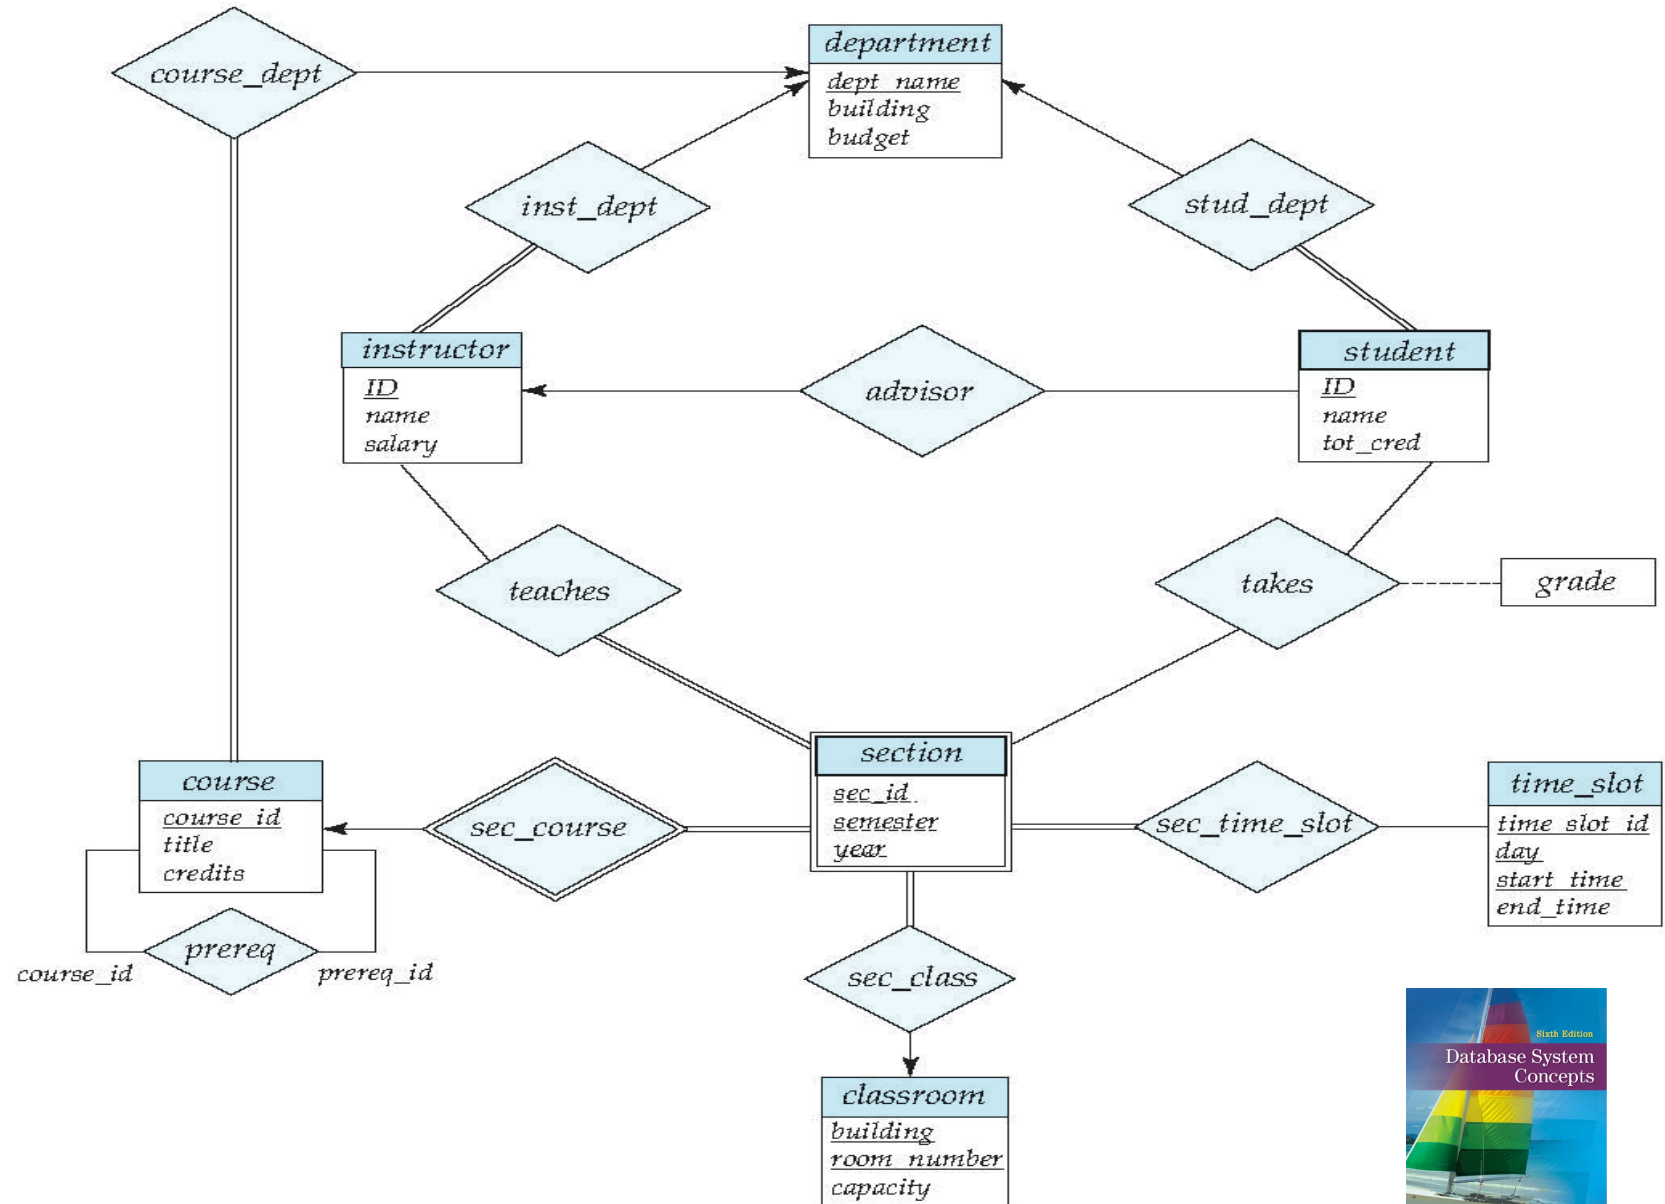 course_dept
department
dept_name
building
budget
inst_dept
stud_dept
instructor
ID
name
salary
advisor
student
ID
name
tot_cred
teaches
takes
grade
course
course_id
title
credits
sec_course
section
sec_id
semester
year
sec_time_slot
time_slot
time_slot_id
day
start_time
end_time
prereq
course_id
prereq_id
sec_class
classroom
building
room_number
capacity
Sixth Edition
Database System
Concepts